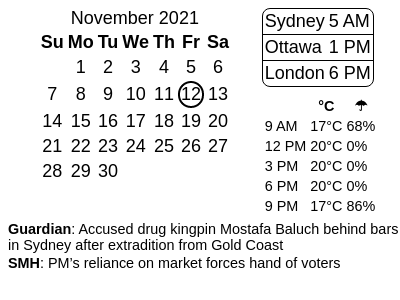 November 2021
Su Mo Tu We Th Fr Sa
1 2 3 4 5 6
7 8 9 10 11 12 13
14 15 16 17 18 19 20
21 22 23 24 25 26 27
28 29 30
Sydney 5 AM
Ottawa 1 PM
London 6 PM
°C ☂
9 AM 17°C 68%
12 PM 20°C 0%
3 PM 20°C 0%
6 PM 20°C 0%
9 PM 17°C 86%
Guardian: Accused drug kingpin Mostafa Baluch behind bars
in Sydney after extradition from Gold Coast
SMH: PM's reliance on market forces hand of voters